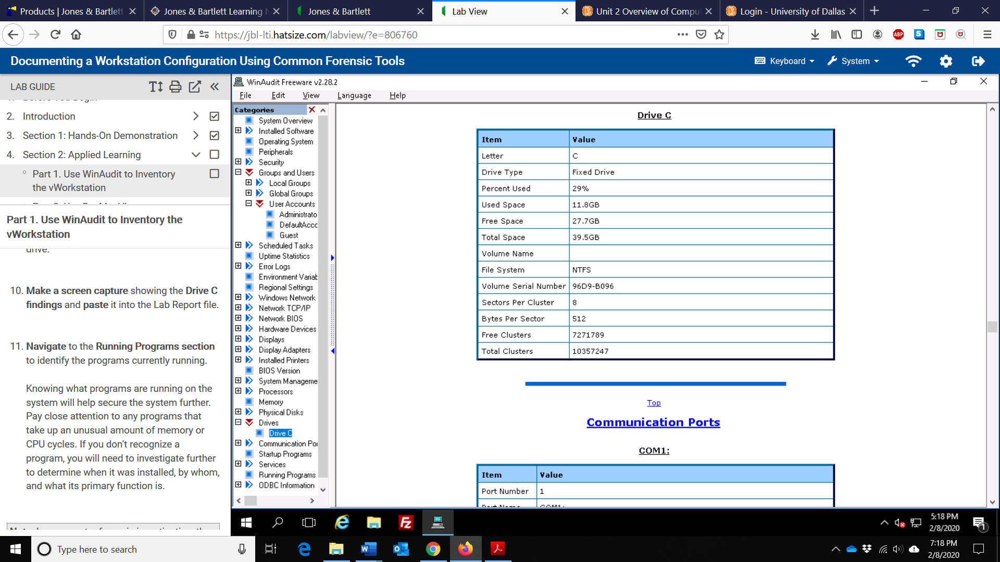 Products | Jones & Bartlett
Jones & Bartlett Learning
Jones & Bartlett
Lab View
Unit 2 Overview of Compu
Login - University of Dallas
https://jbl-lti.hatsize.com/labview/?e=806760
Documenting a Workstation Configuration Using Common Forensic Tools
Keyboard
System
LAB GUIDE
2. Introduction
3. Section 1: Hands-On Demonstration
4. Section 2: Applied Learning
Part 1. Use WinAudit to Inventory
the vWorkstation
Part 1. Use WinAudit to Inventory the
vWorkstation
drive.
10. Make a screen capture showing the Drive C
findings and paste it into the Lab Report file.
11. Navigate to the Running Programs section
to identify the programs currently running.
Knowing what programs are running on the
system will help secure the system further.
Pay close attention to any programs that
take up an unusual amount of memory or
CPU cycles. If you don't recognize a
program, you will need to investigate further
to determine when it was installed, by whom,
and what its primary function is.
WinAudit Freeware v2.28.2
File Edit View Language Help
Categories
System Overview
Installed Software
Operating System
Peripherals
Security
Groups and Users
Local Groups
Global Groups
User Accounts
Administrato
DefaultAccc
Guest
Scheduled Tasks
Uptime Statistics
Error Logs
Environment Variab
Regional Settings
Windows Network
Network TCP/IP
Network BIOS
Hardware Devices
Displays
Display Adapters
Installed Printers
BIOS Version
System Manageme
Processors
Memory
Physical Disks
Drives
Drive C
Communication Por
Startup Programs
Services
Running Programs
ODBC Information
Drive C
Item Value
Letter C
Drive Type Fixed Drive
Percent Used 29%
Used Space 11.8GB
Free Space 27.7GB
Total Space 39.5GB
Volume Name
File System NTFS
Volume Serial Number 96D9-B096
Sectors Per Cluster 8
Bytes Per Sector 512
Free Clusters 7271789
Total Clusters 10357247
Top
Communication Ports
COM1:
Item Value
Port Number 1
Port Name COM1:
5:18 PM
2/8/2020
1
Type here to search
7:18 PM
2/8/2020